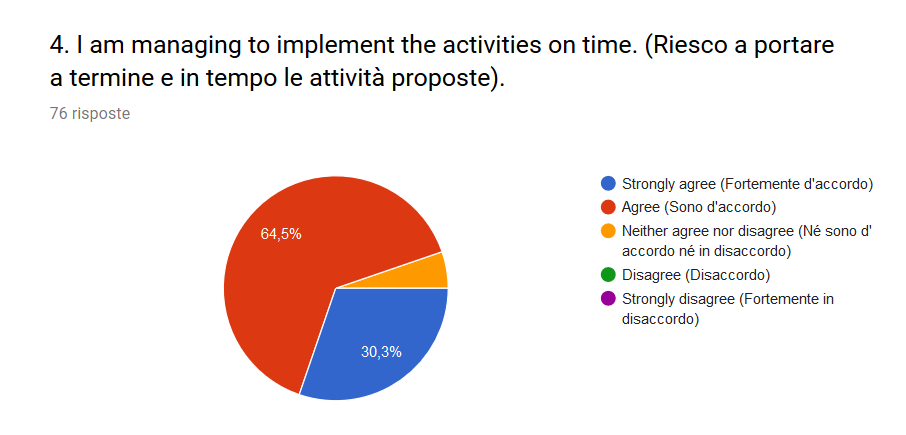 4. I am managing to implement the activities on time. (Riesco a portare
a termine e in tempo le attività proposte).
76 risposte
64,5%
30,3%
Strongly agree (Fortemente d'accordo)
Agree (Sono d'accordo)
Neither agree nor disagree (Né sono d'
accordo né in disaccordo)
Disagree (Disaccordo)
Strongly disagree (Fortemente in
disaccordo)